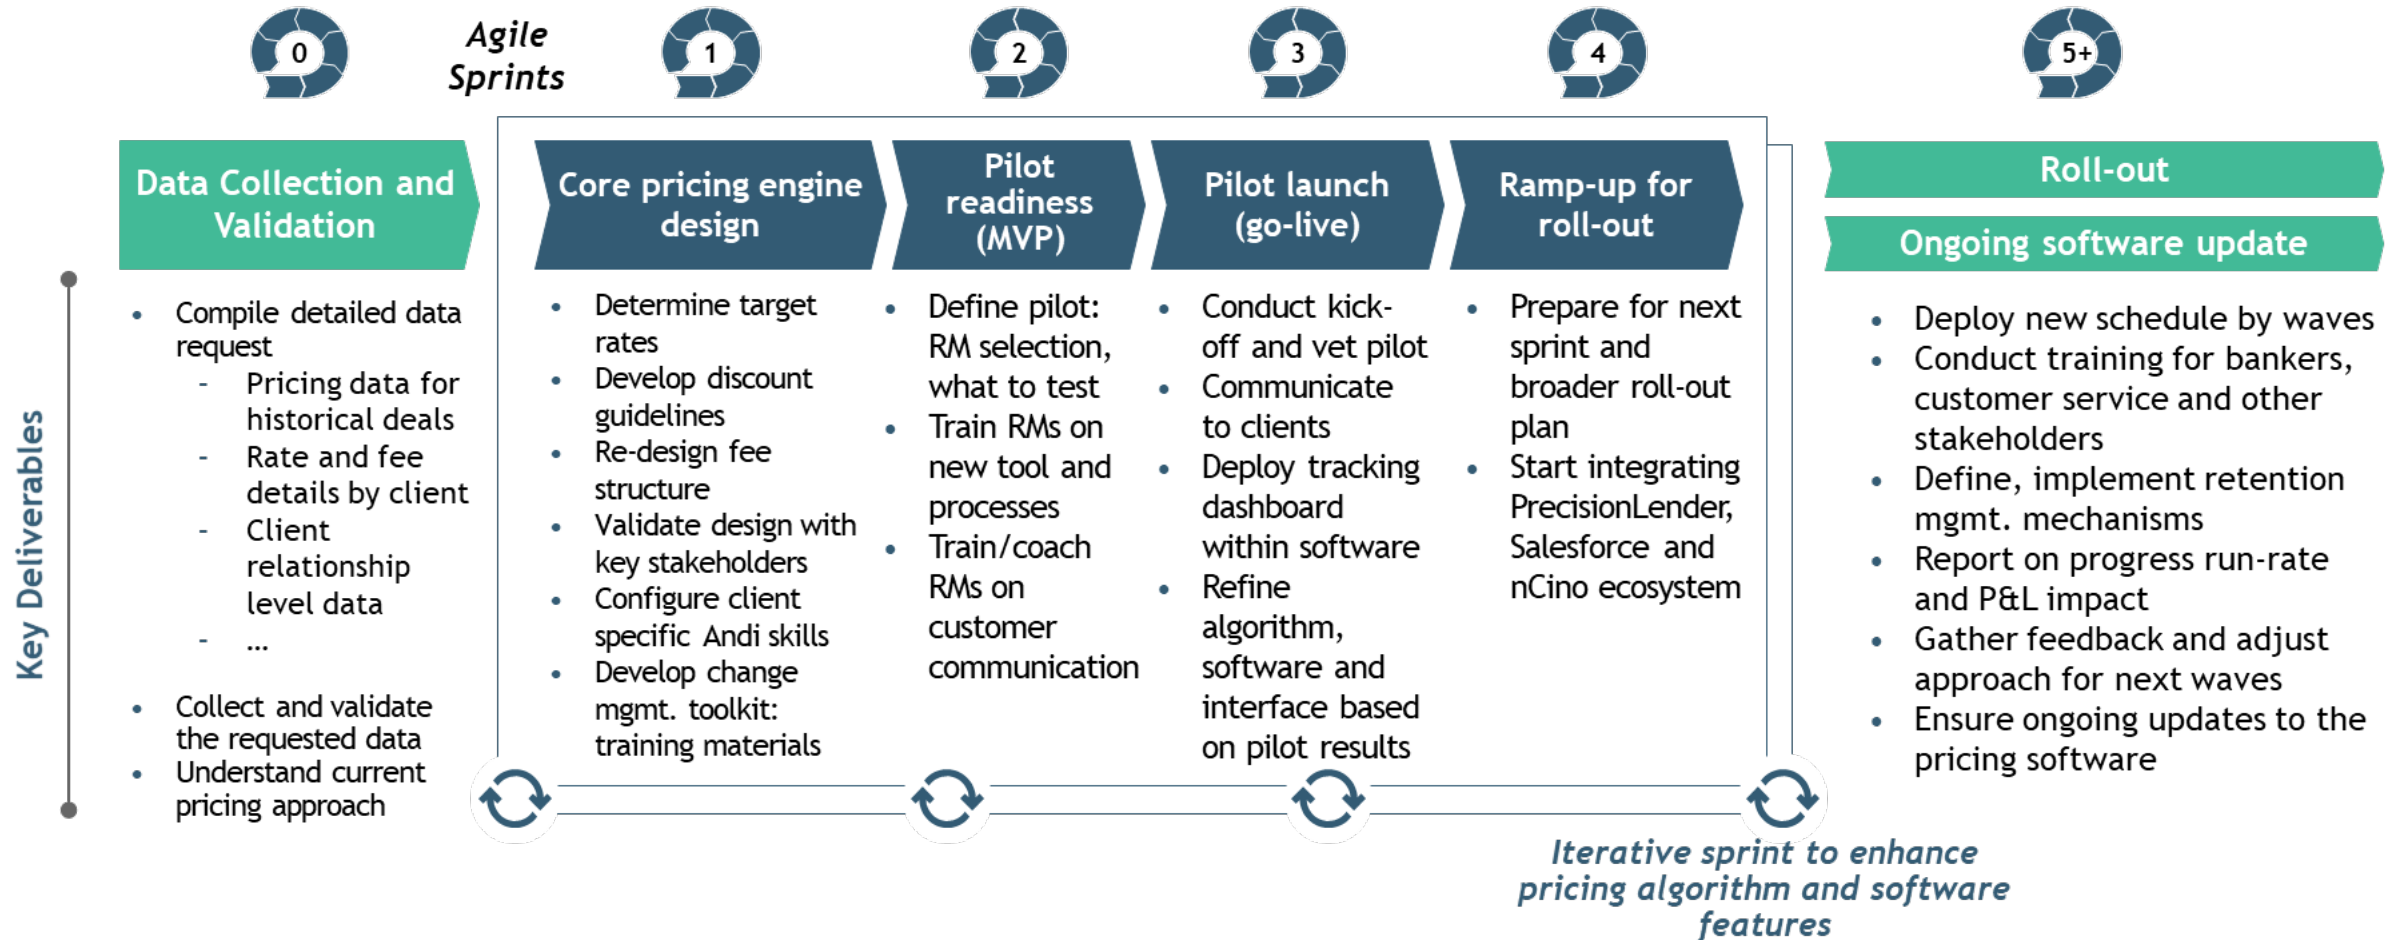 0
Agile
Sprints
1
2
3
4
5+
Data Collection and
Validation
Core pricing engine
design
Pilot
readiness
(MVP)
Pilot launch
(go-live)
Ramp-up for
roll-out
Roll-out
Ongoing software update
Key Deliverables
• Compile detailed data
request
- Pricing data for
historical deals
- Rate and fee
details by client
- Client
relationship
level data
- ...
• Collect and validate
the requested data
• Understand current
pricing approach
• Determine target
rates
• Develop discount
guidelines
• Re-design fee
structure
• Validate design with
key stakeholders
• Configure client
specific Andi skills
• Develop change
mgmt. toolkit:
training materials
• Define pilot:
RM selection,
what to test
• Train RMs on
new tool and
processes
• Train/coach
RMs on
customer
communication
• Conduct kick-
off and vet pilot
• Communicate
to clients
• Deploy tracking
dashboard
within software
• Refine
algorithm,
software and
interface based
on pilot results
• Prepare for next
sprint and
broader roll-out
plan
• Start integrating
PrecisionLender,
Salesforce and
nCino ecosystem
• Deploy new schedule by waves
• Conduct training for bankers,
customer service and other
stakeholders
• Define, implement retention
mgmt. mechanisms
• Report on progress run-rate
and P&L impact
• Gather feedback and adjust
approach for next waves
• Ensure ongoing updates to the
pricing software
Iterative sprint to enhance
pricing algorithm and software
features